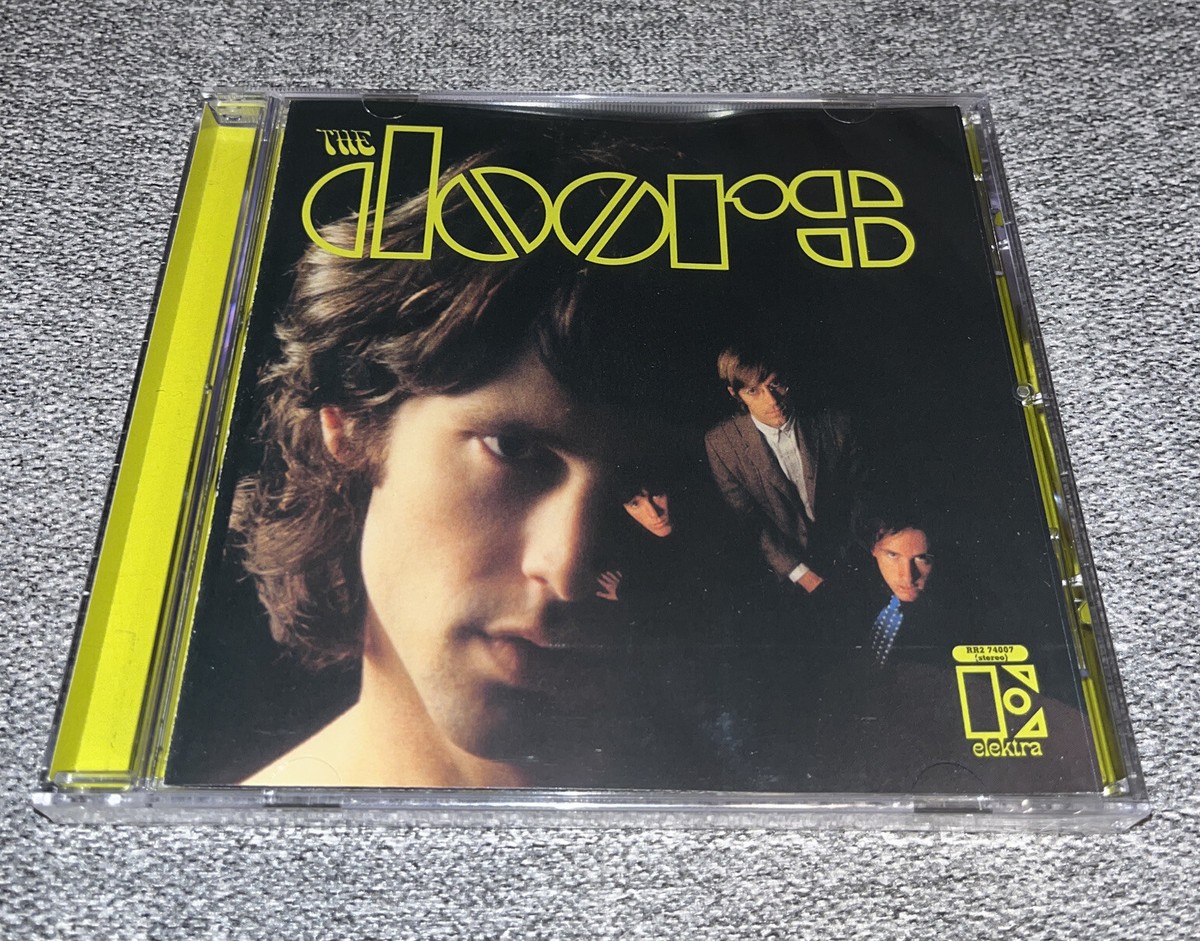 THE
doors
RR2 74007
(stereo)
elektra